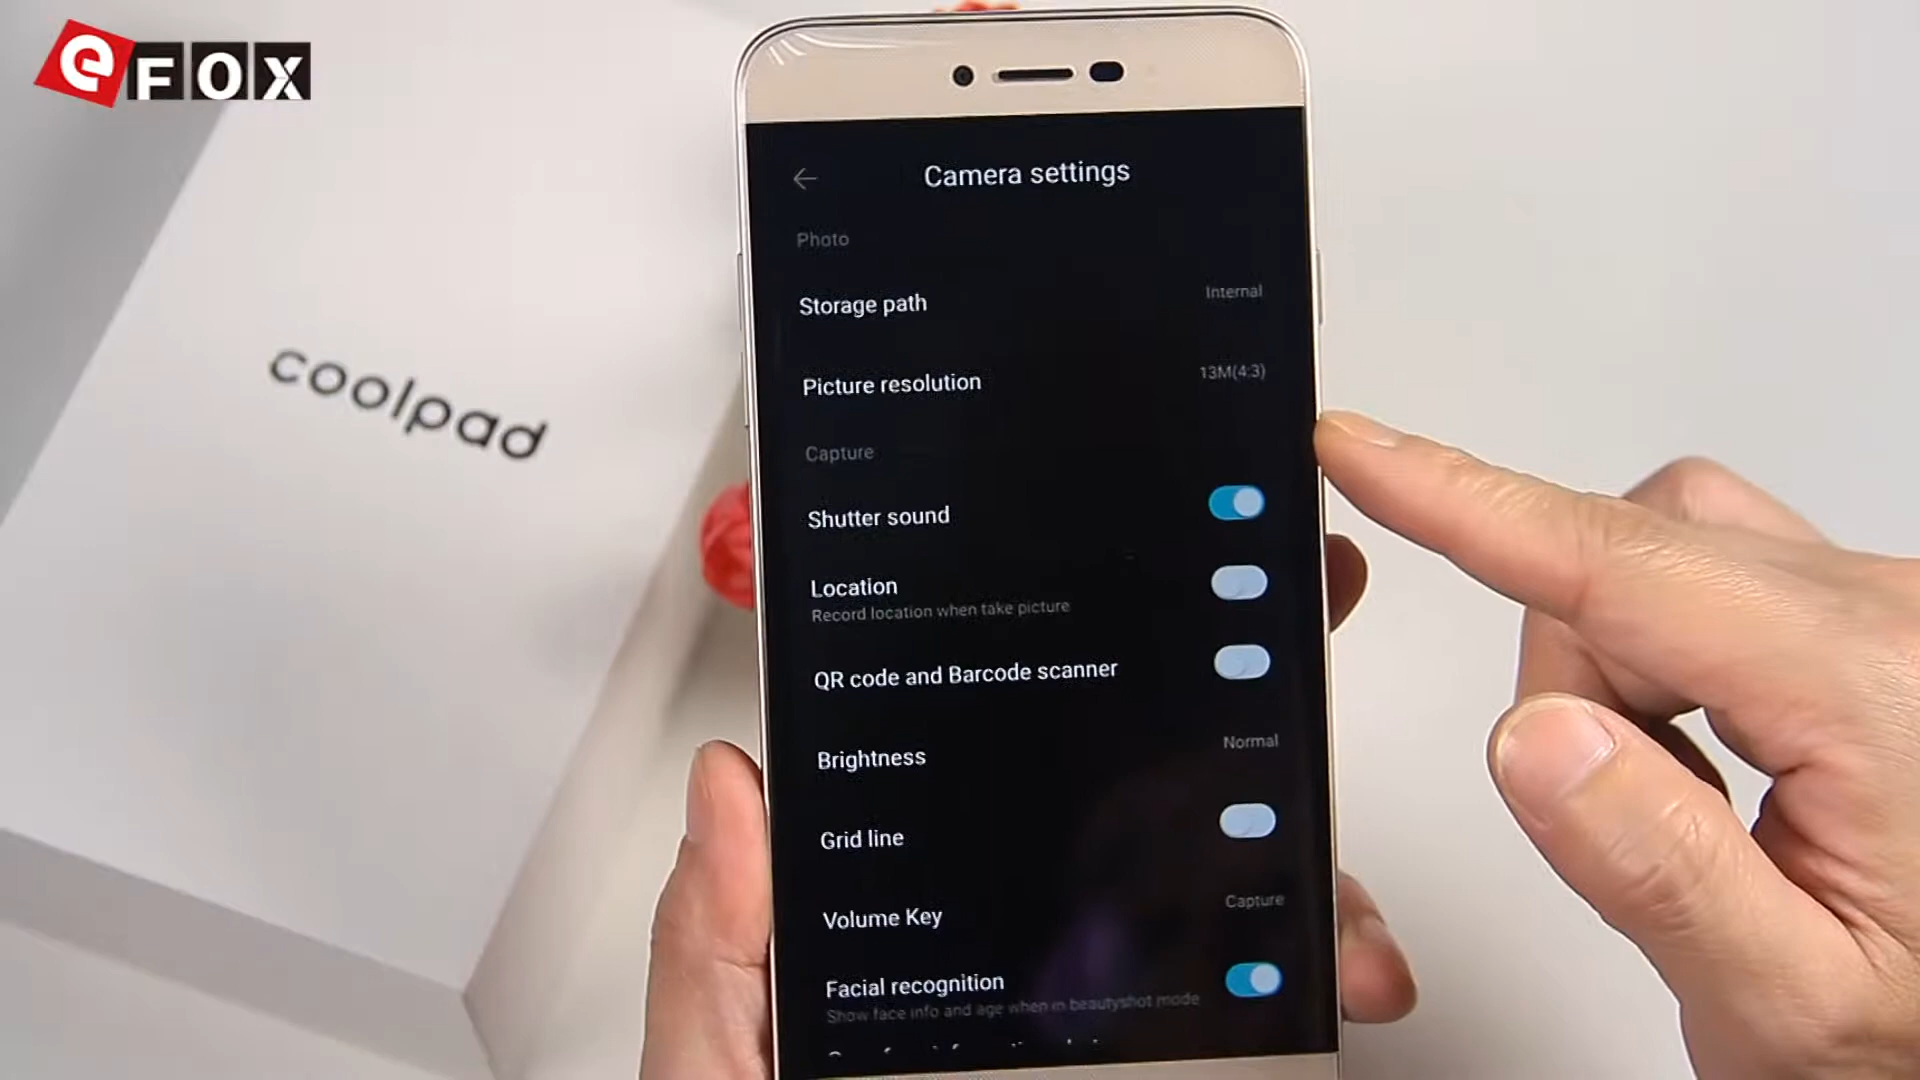 eFOX
coolpad
Camera settings
Photo
Storage path
Internal
Picture resolution
13M(4:3)
Capture
Shutter sound
Location
Record location when take picture
QR code and Barcode scanner
Brightness
Normal
Grid line
Volume Key
Capture
Facial recognition
Show face info and age when in beautyshot mode